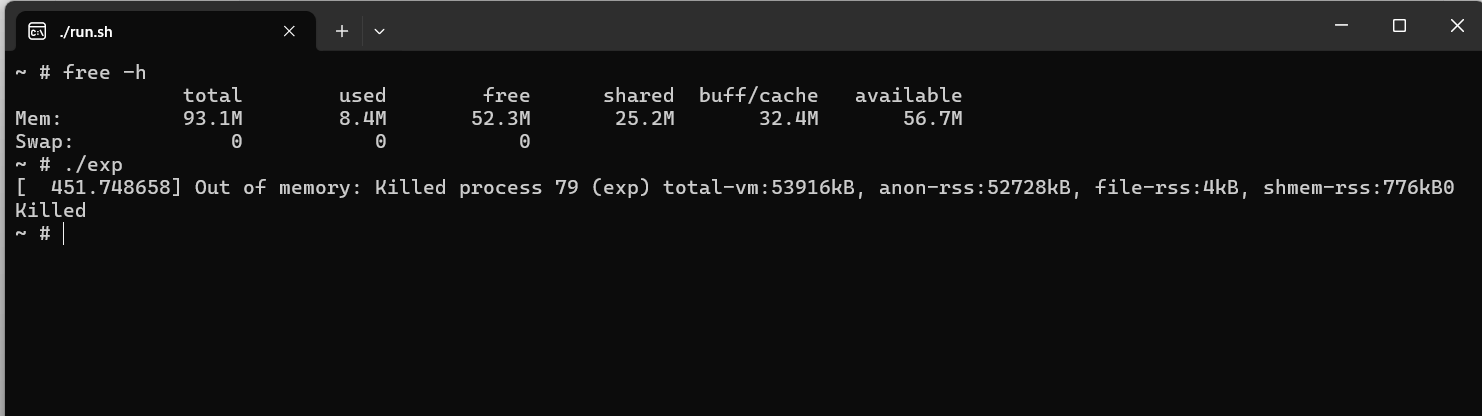 ./run.sh
~ # free -h
              total        used        free      shared  buff/cache   available
Mem:          93.1M        8.4M       52.3M       25.2M       32.4M       56.7M
Swap:             0           0           0
~ # ./exp
[  451.748658] Out of memory: Killed process 79 (exp) total-vm:53916kB, anon-rss:52728kB, file-rss:4kB, shmem-rss:776kB0
Killed
~ #